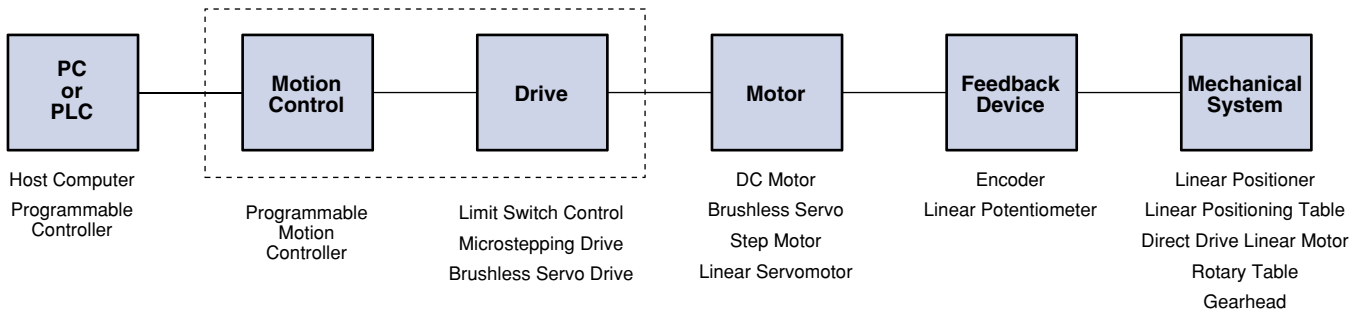 PC
or
PLC
Motion
Control
Drive
Motor
Feedback
Device
Mechanical
System
Host Computer
Programmable
Controller
Programmable
Motion
Controller
Limit Switch Control
Microstepping Drive
Brushless Servo Drive
DC Motor
Brushless Servo
Step Motor
Linear Servomotor
Encoder
Linear Potentiometer
Linear Positioner
Linear Positioning Table
Direct Drive Linear Motor
Rotary Table
Gearhead